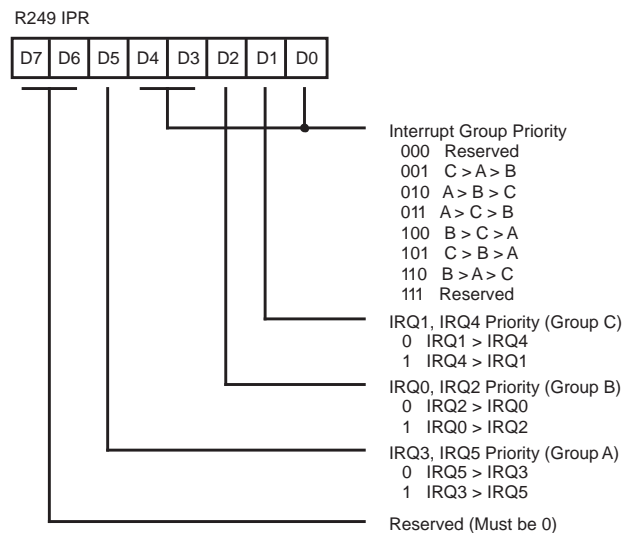 R249 IPR
D7 D6 D5 D4 D3 D2 D1 D0
Interrupt Group Priority
000 Reserved
001 C > A > B
010 A > B > C
011 A > C > B
100 B > C > A
101 C > B > A
110 B > A > C
111 Reserved
IRQ1, IRQ4 Priority (Group C)
0 IRQ1 > IRQ4
1 IRQ4 > IRQ1
IRQ0, IRQ2 Priority (Group B)
0 IRQ2 > IRQ0
1 IRQ0 > IRQ2
IRQ3, IRQ5 Priority (Group A)
0 IRQ5 > IRQ3
1 IRQ3 > IRQ5
Reserved (Must be 0)